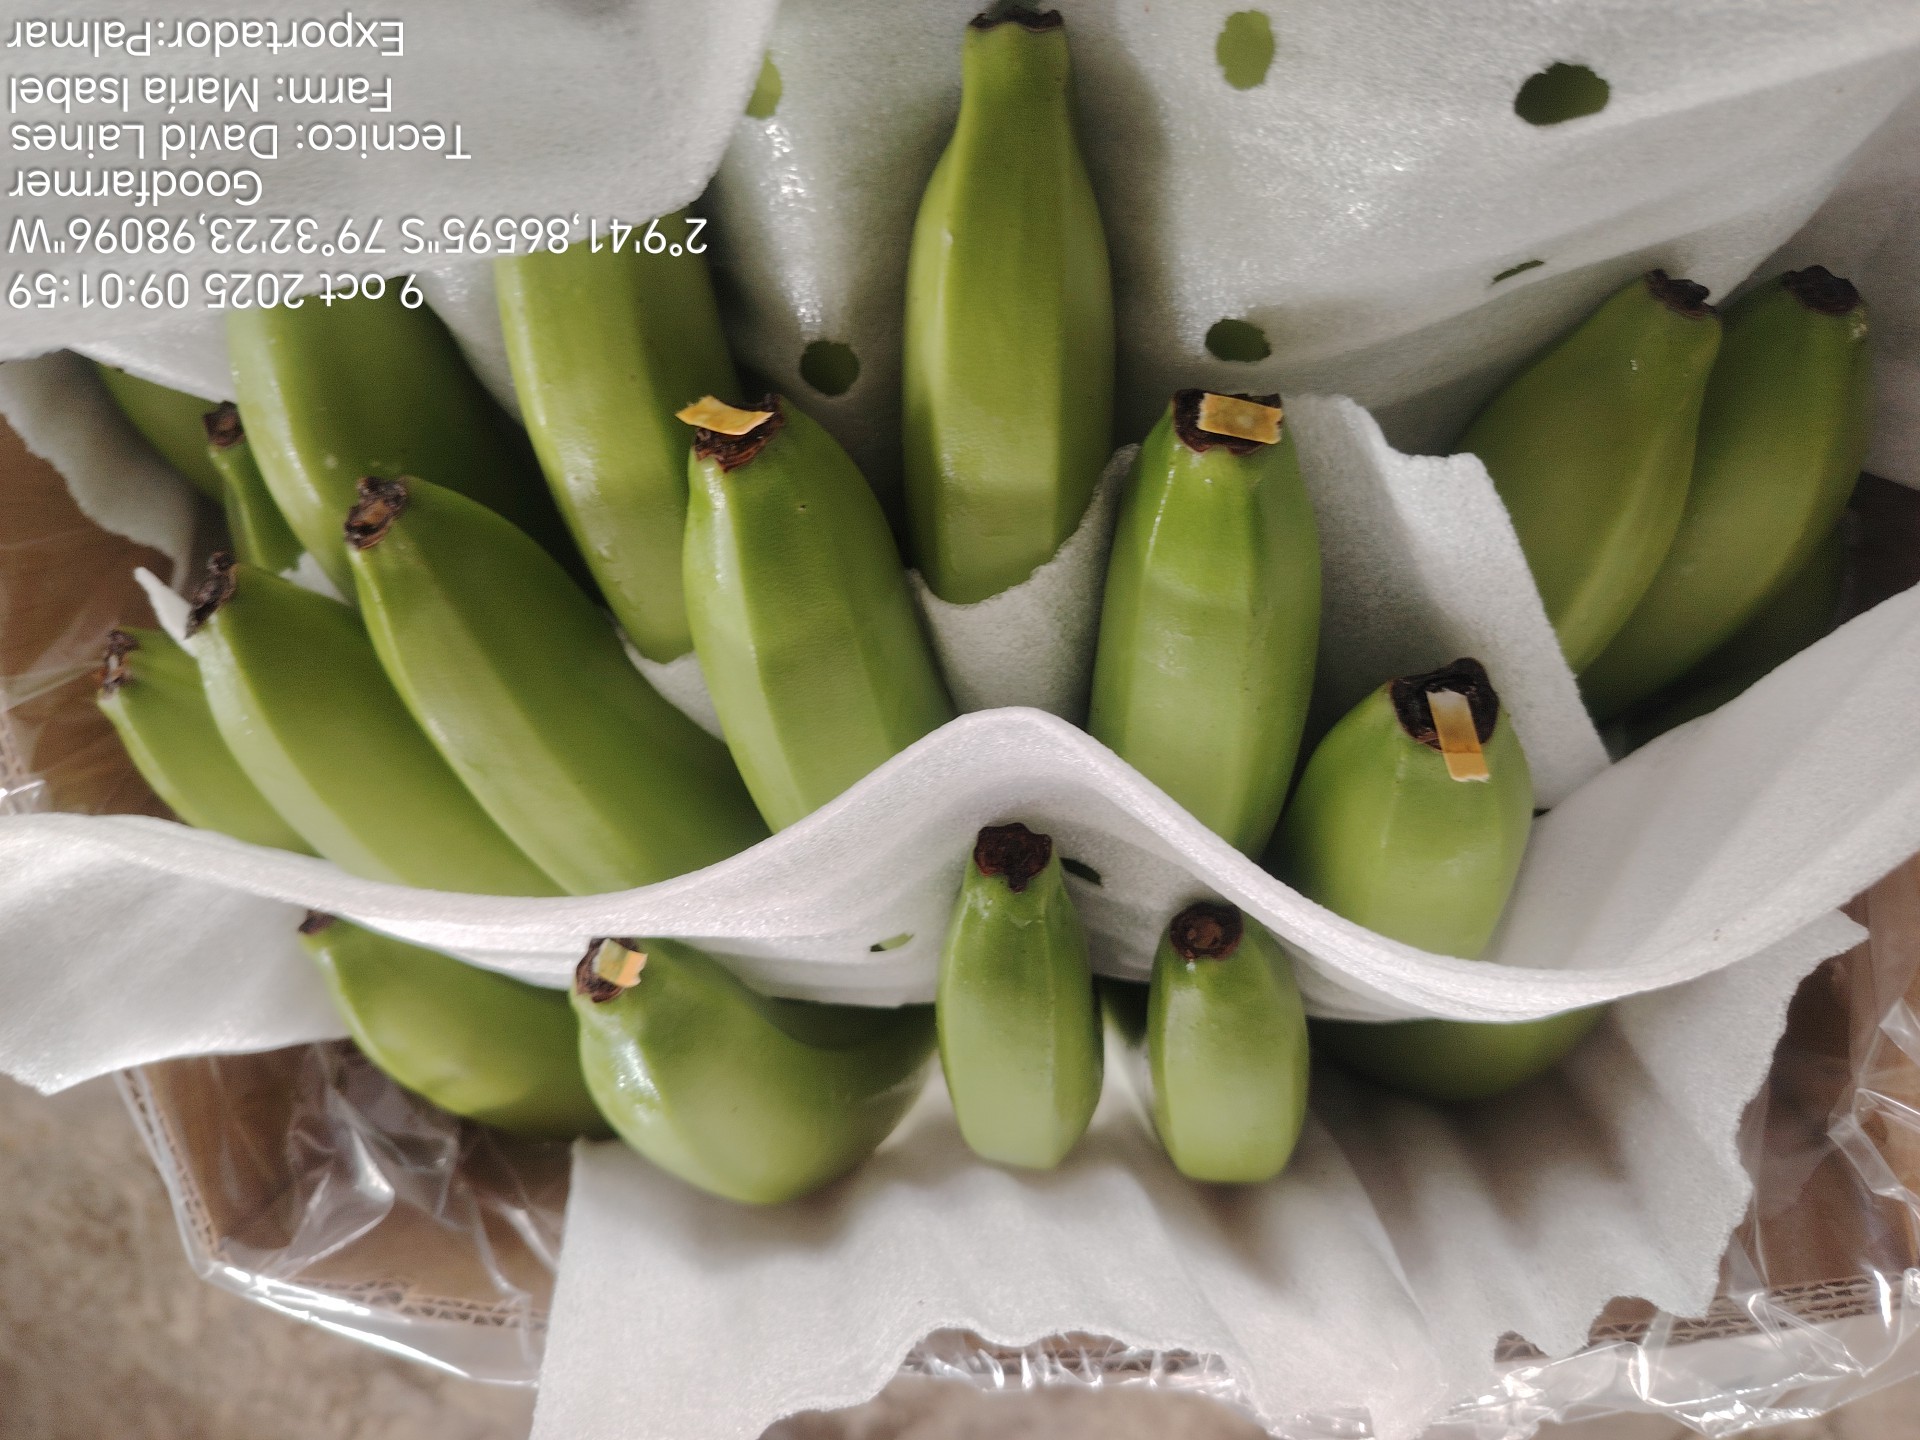 9 oct 2025 09:01:59
2°9'41,86595"S 79°32'23,98096"W
Goodfarmer
Tecnico: David Laines
Farm: María Isabel
Exportador:Palmar